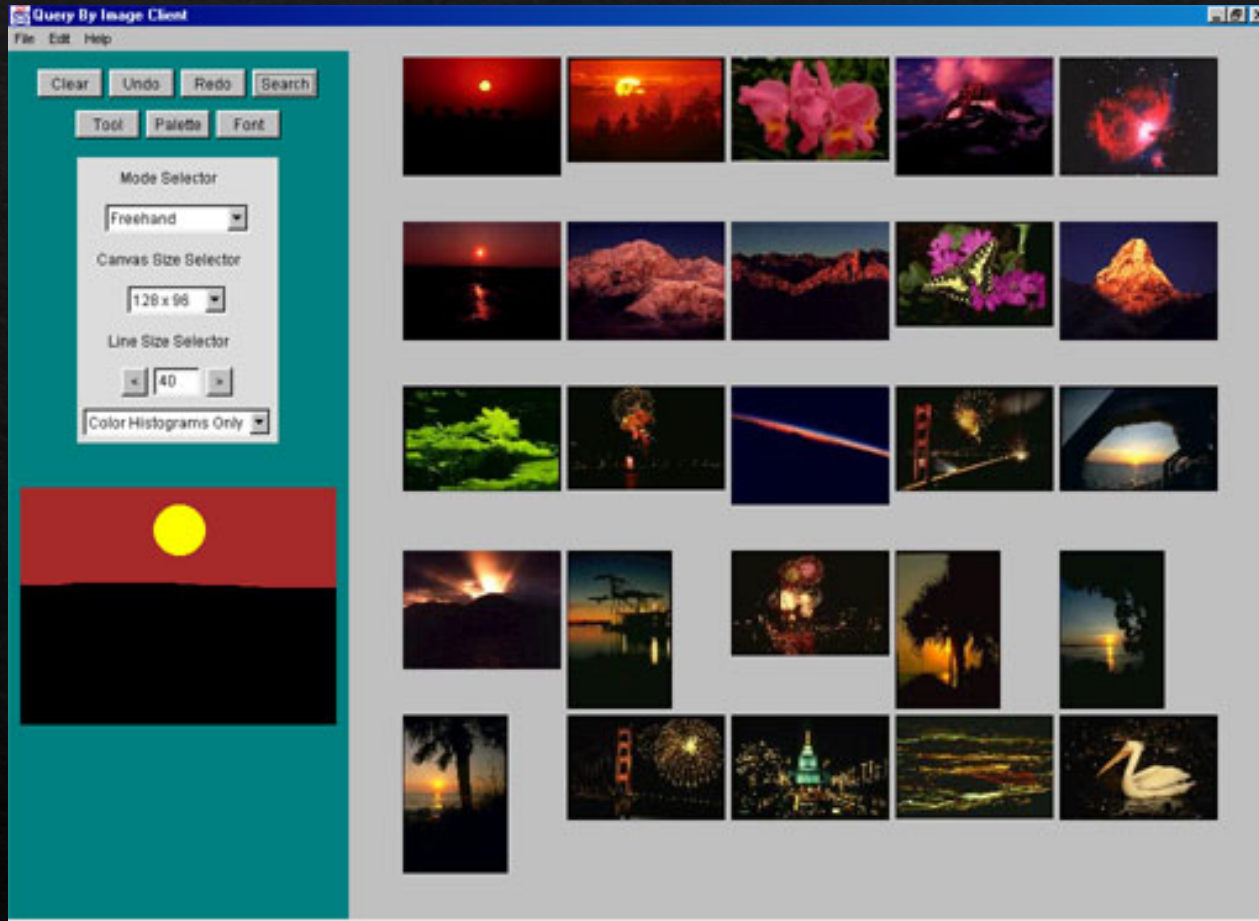 Query By Image Client
File Edit Help
Clear Undo Redo Search
Tool Palette Font
Mode Selector
Freehand
Canvas Size Selector
128 x 96
Line Size Selector
< 40 >
Color Histograms Only